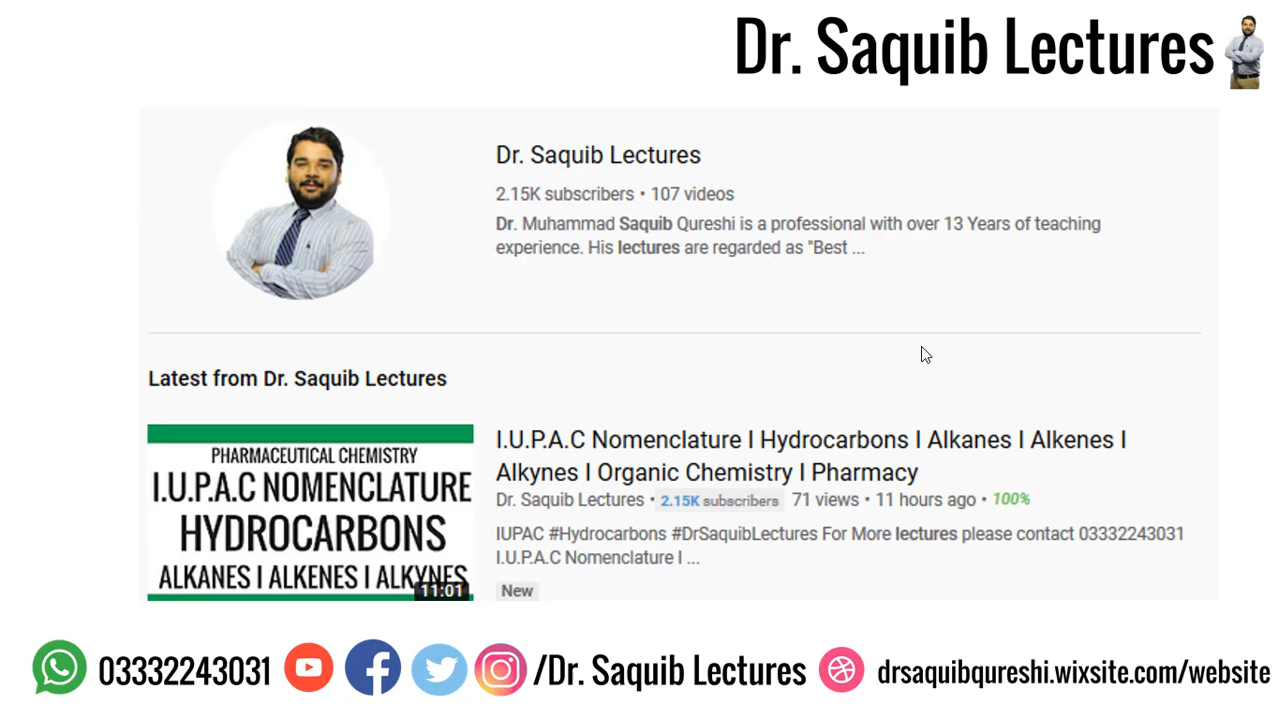 Dr. Saquib Lectures
Dr. Saquib Lectures
2.15K subscribers • 107 videos
Dr. Muhammad Saquib Qureshi is a professional with over 13 Years of teaching
experience. His lectures are regarded as "Best ...
Latest from Dr. Saquib Lectures
PHARMACEUTICAL CHEMISTRY
I.U.P.A.C NOMENCLATURE
HYDROCARBONS
ALKANES I ALKENES I ALKYNES
11:01
I.U.P.A.C Nomenclature I Hydrocarbons I Alkanes I Alkenes I
Alkynes I Organic Chemistry I Pharmacy
Dr. Saquib Lectures • 2.15K subscribers 71 views • 11 hours ago • 100%
IUPAC #Hydrocarbons #DrSaquibLectures For More lectures please contact 03332243031
I.U.P.A.C Nomenclature I ...
New
03332243031 /Dr. Saquib Lectures drsaquibqureshi.wixsite.com/website